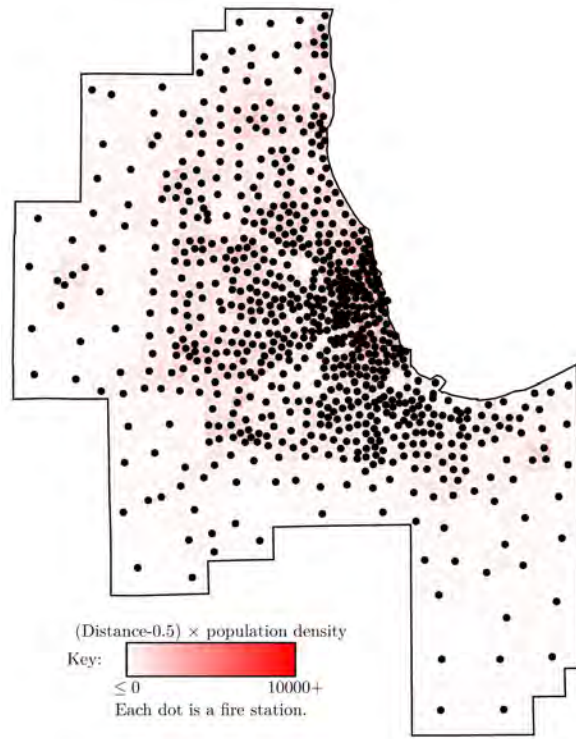 (Distance-0.5) × population density
Key:
≤ 0 10000+
Each dot is a fire station.